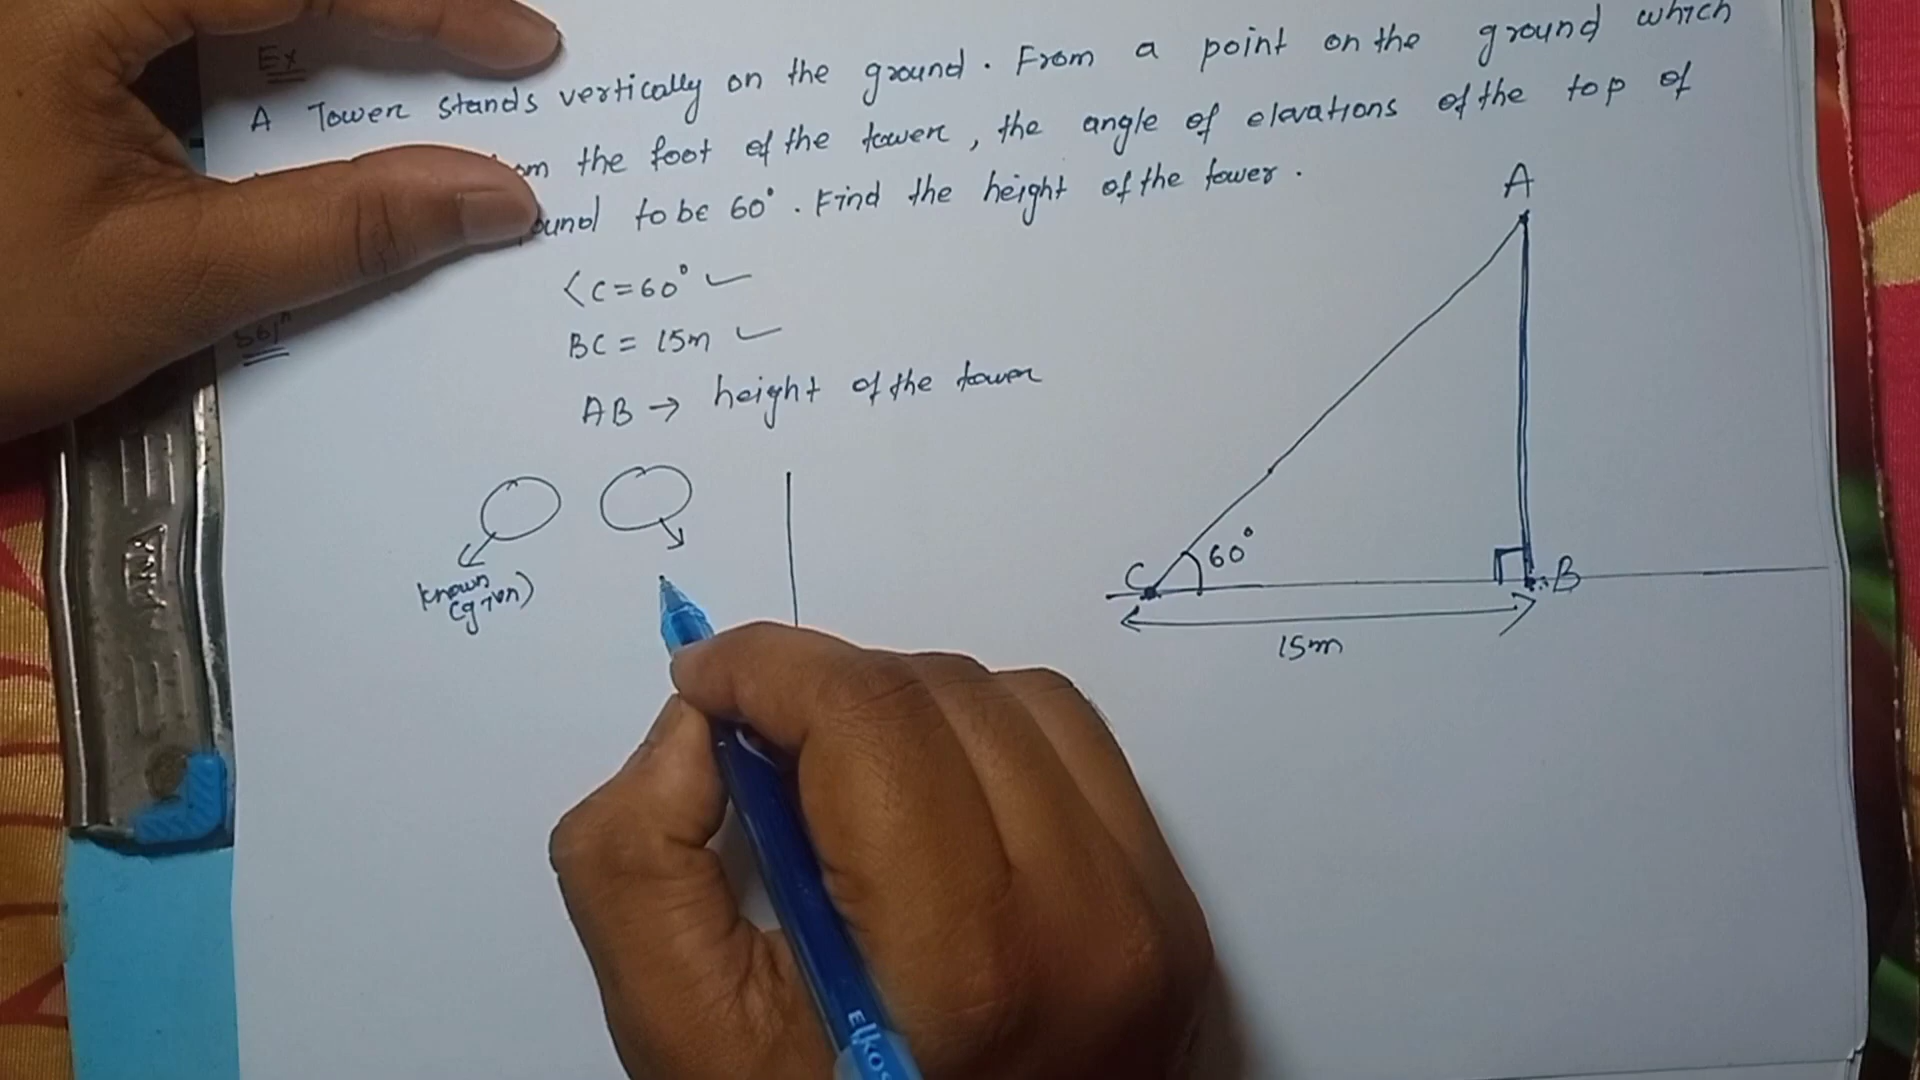 Ex
A Tower stands vertically on the ground. From a point on the ground which
the foot of the tower, the angle of elevations of the top of
to be 60°. Find the height of the tower.
Solⁿ
<C=60°
BC = 15m
AB → height of the tower
known
(given)
A
60°
C
B
15m
Elkos